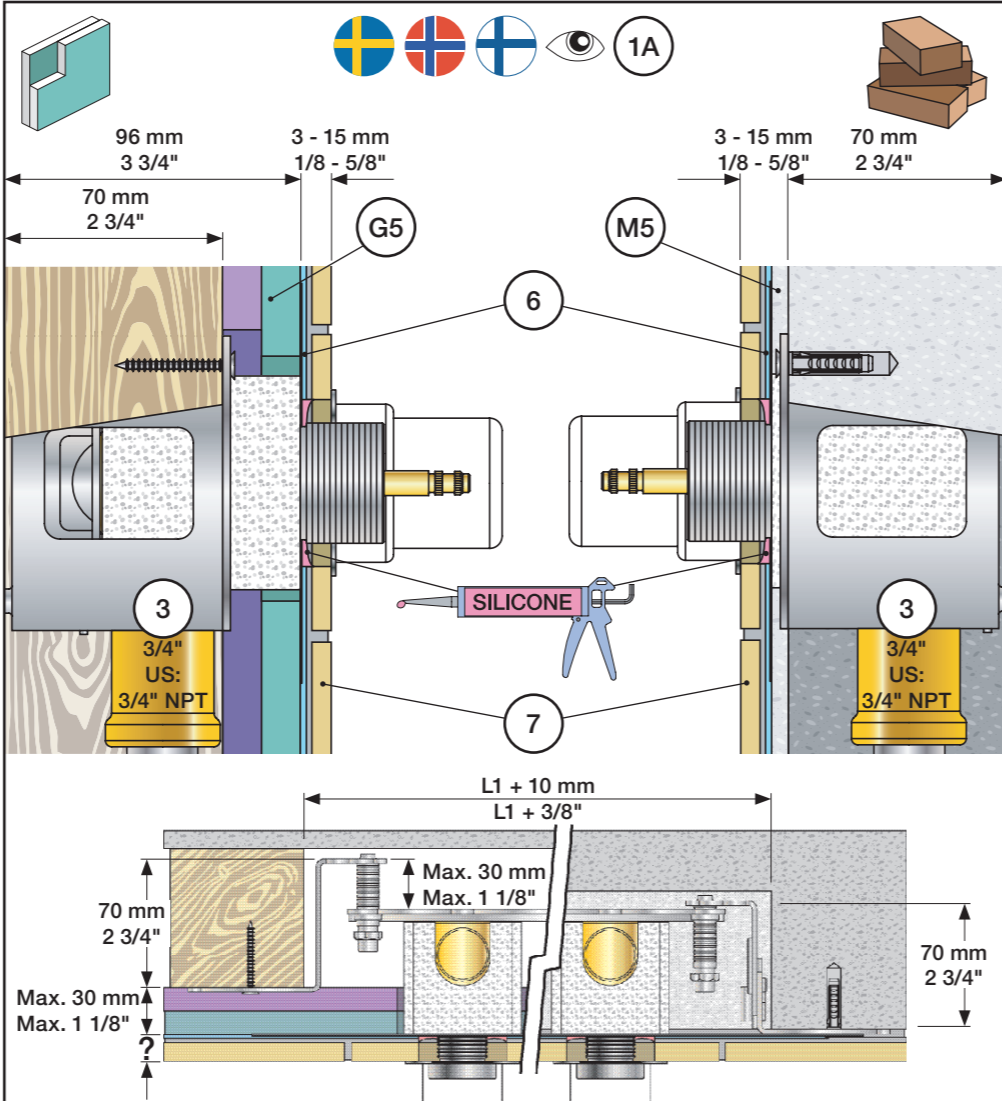 1A
96 mm
3 3/4"
3 - 15 mm
1/8 - 5/8"
3 - 15 mm
1/8 - 5/8"
70 mm
2 3/4"
70 mm
2 3/4"
G5
M5
6
SILICONE
3
3/4"
US:
3/4" NPT
3
3/4"
US:
3/4" NPT
7
L1 + 10 mm
L1 + 3/8"
Max. 30 mm
Max. 1 1/8"
70 mm
2 3/4"
70 mm
2 3/4"
Max. 30 mm
Max. 1 1/8"
?